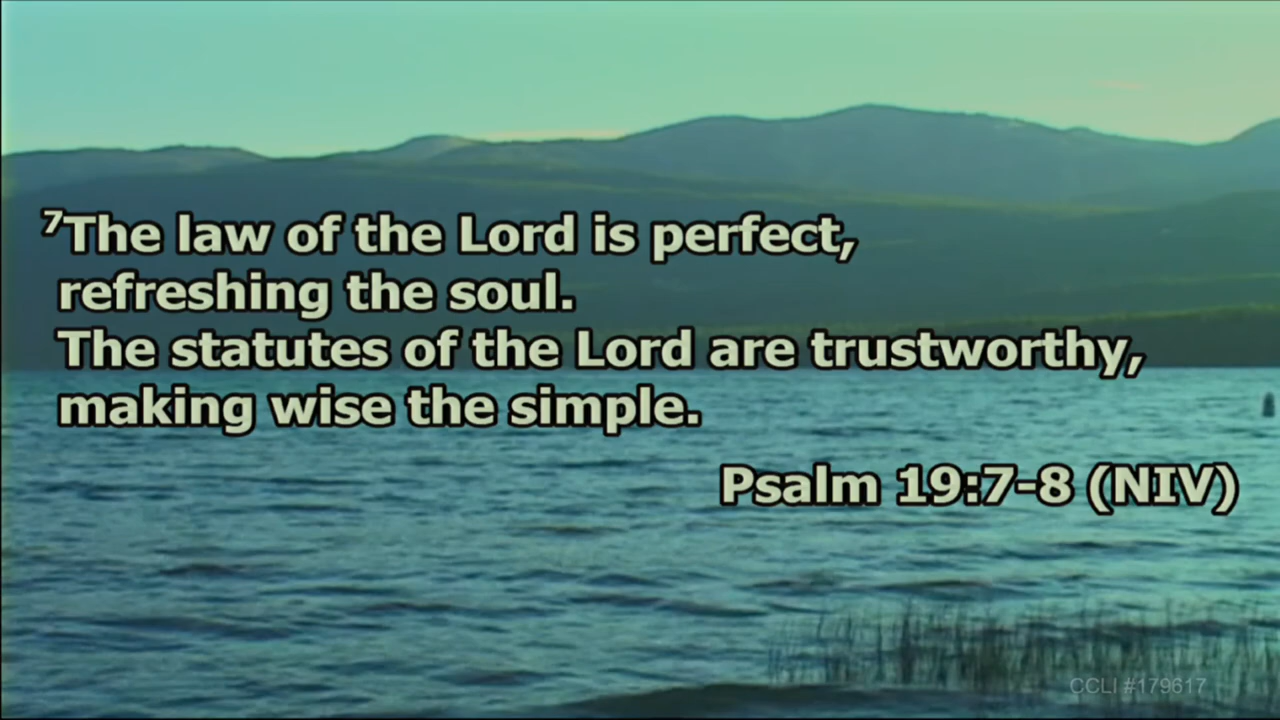 ⁷The law of the Lord is perfect,
refreshing the soul.
The statutes of the Lord are trustworthy,
making wise the simple.
Psalm 19:7-8 (NIV)
CCLI #179617